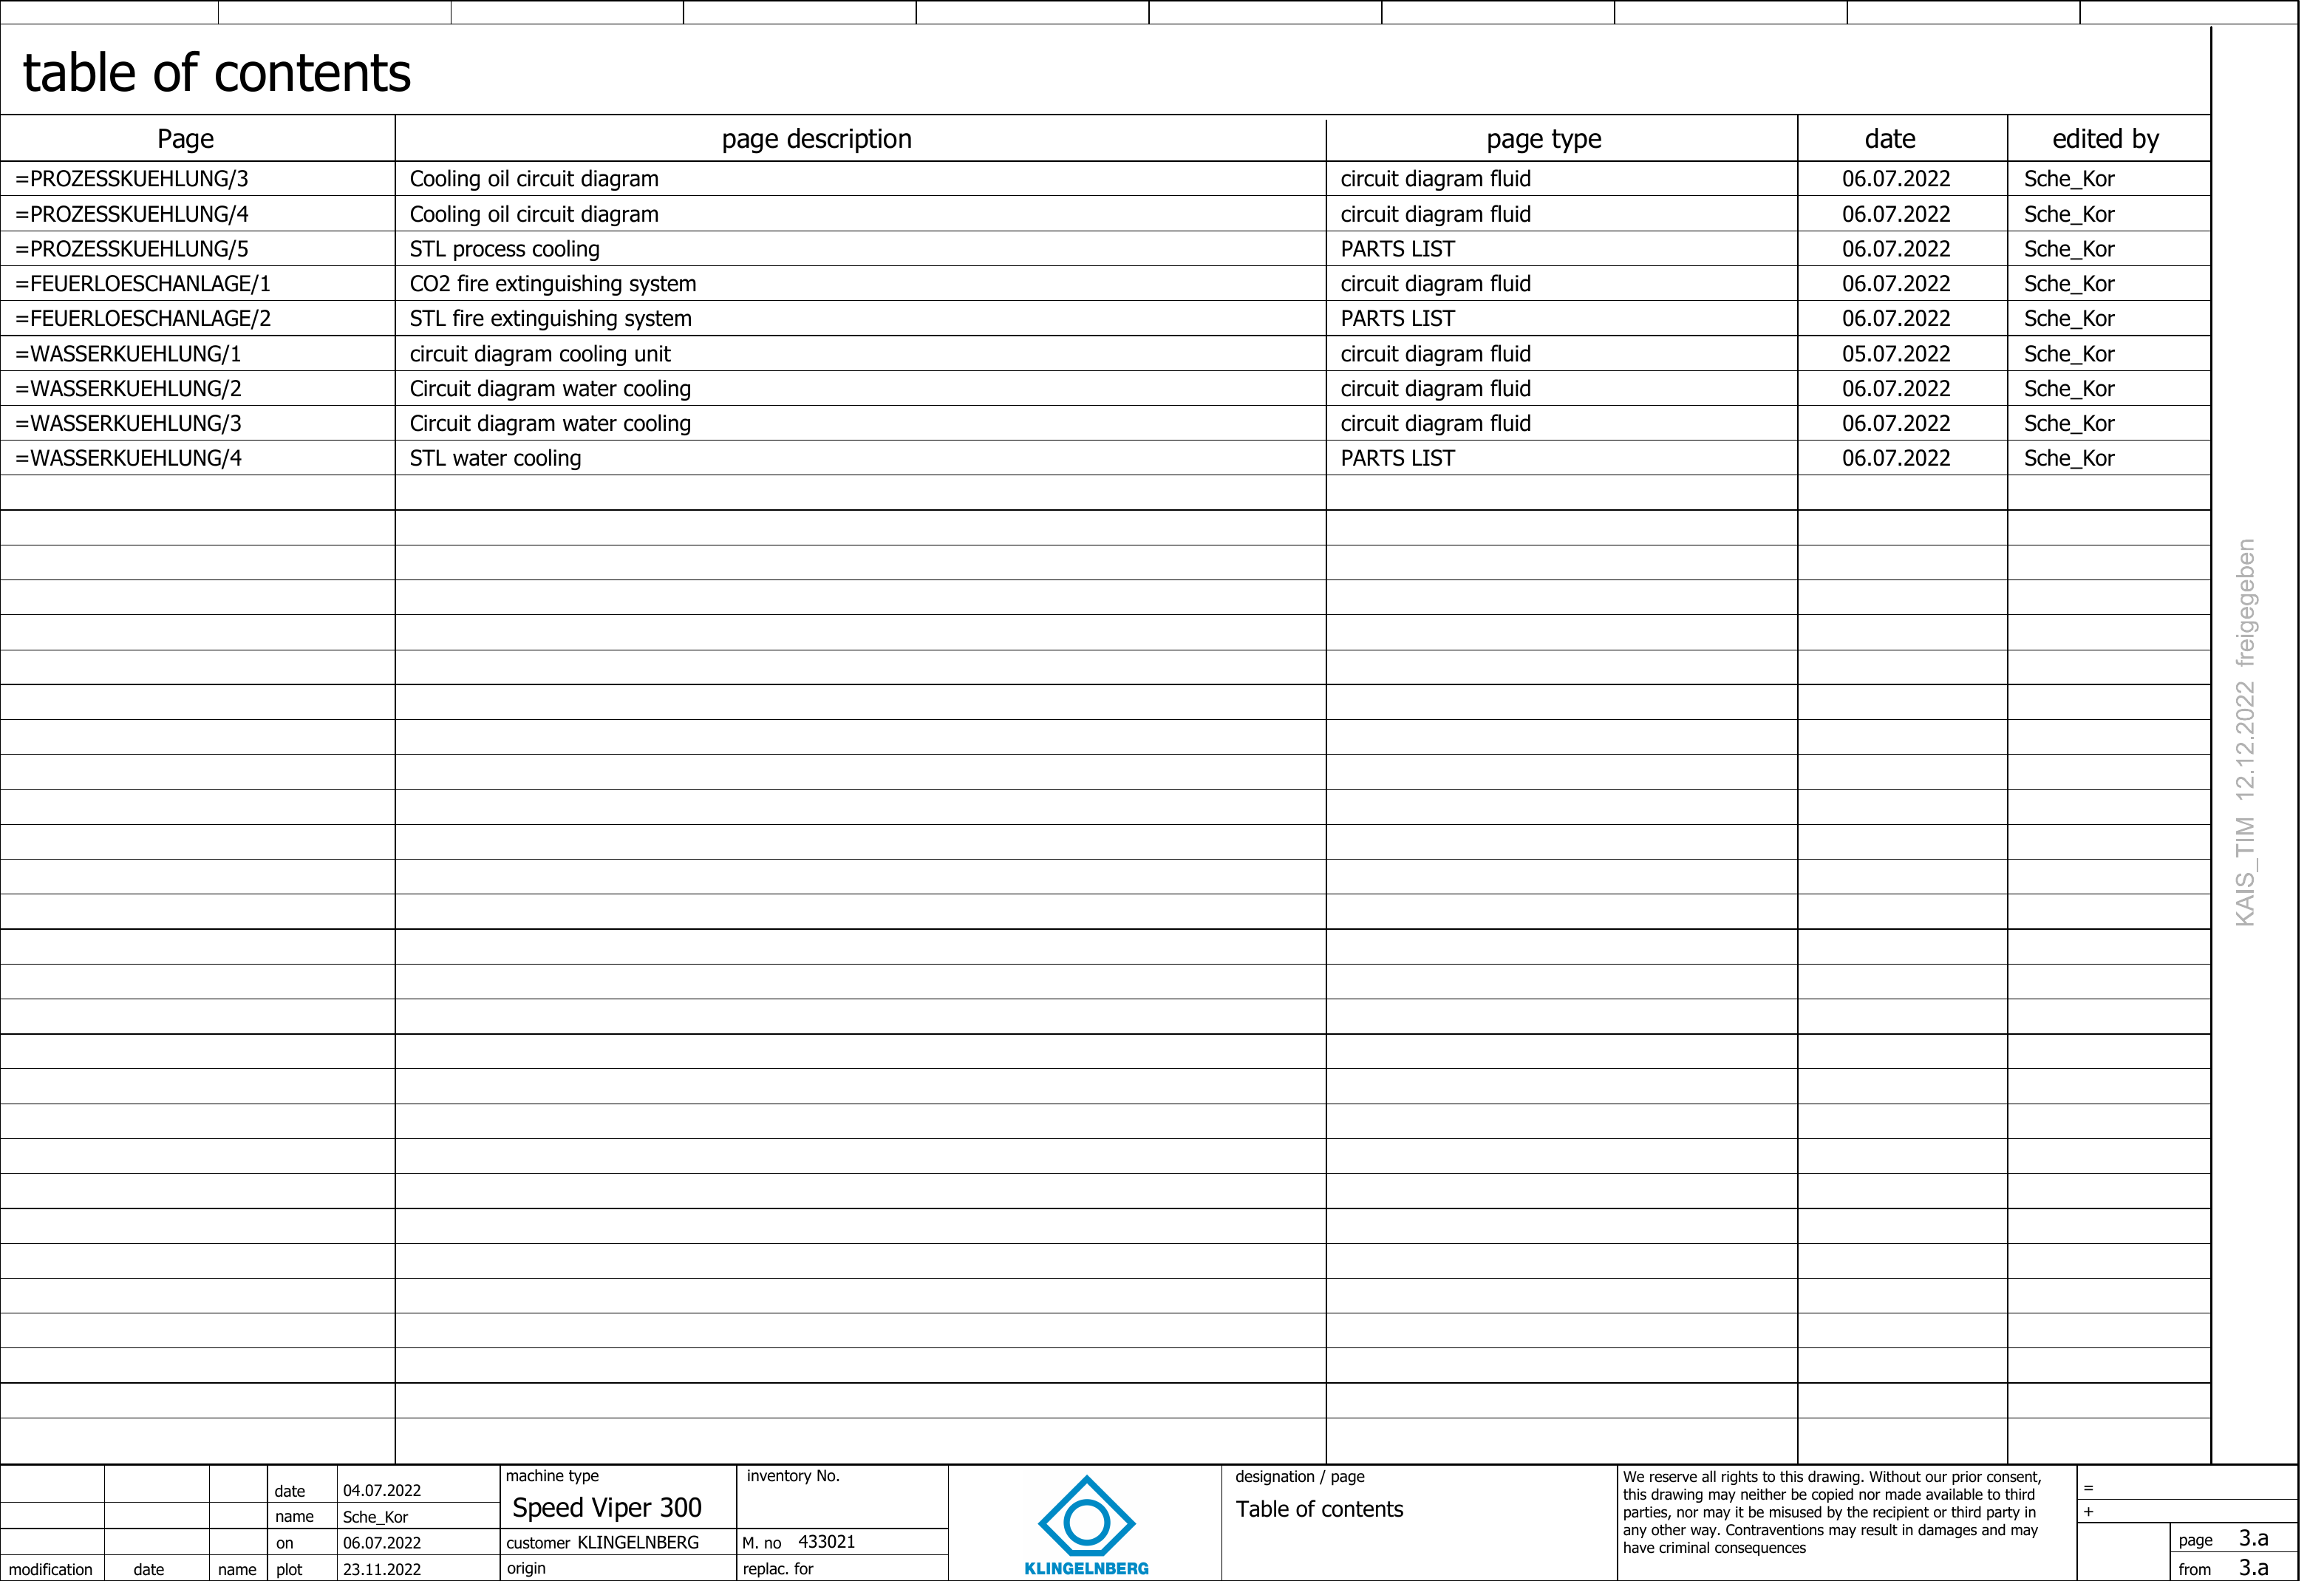 table of contents
Page page description page type date edited by
=PROZESSKUEHLUNG/3 Cooling oil circuit diagram circuit diagram fluid 06.07.2022 Sche_Kor
=PROZESSKUEHLUNG/4 Cooling oil circuit diagram circuit diagram fluid 06.07.2022 Sche_Kor
=PROZESSKUEHLUNG/5 STL process cooling PARTS LIST 06.07.2022 Sche_Kor
=FEUERLOESCHANLAGE/1 CO2 fire extinguishing system circuit diagram fluid 06.07.2022 Sche_Kor
=FEUERLOESCHANLAGE/2 STL fire extinguishing system PARTS LIST 06.07.2022 Sche_Kor
=WASSERKUEHLUNG/1 circuit diagram cooling unit circuit diagram fluid 05.07.2022 Sche_Kor
=WASSERKUEHLUNG/2 Circuit diagram water cooling circuit diagram fluid 06.07.2022 Sche_Kor
=WASSERKUEHLUNG/3 Circuit diagram water cooling circuit diagram fluid 06.07.2022 Sche_Kor
=WASSERKUEHLUNG/4 STL water cooling PARTS LIST 06.07.2022 Sche_Kor
KAIS_TIM 12.12.2022 freigegeben
date 04.07.2022
name Sche_Kor
on 06.07.2022
modification date name plot 23.11.2022
machine type
Speed Viper 300
customer KLINGELNBERG
origin
inventory No.
M. no 433021
replac. for
KLINGELNBERG
designation / page
Table of contents
We reserve all rights to this drawing. Without our prior consent,
this drawing may neither be copied nor made available to third
parties, nor may it be misused by the recipient or third party in
any other way. Contraventions may result in damages and may
have criminal consequences
=
+
page 3.a
from 3.a